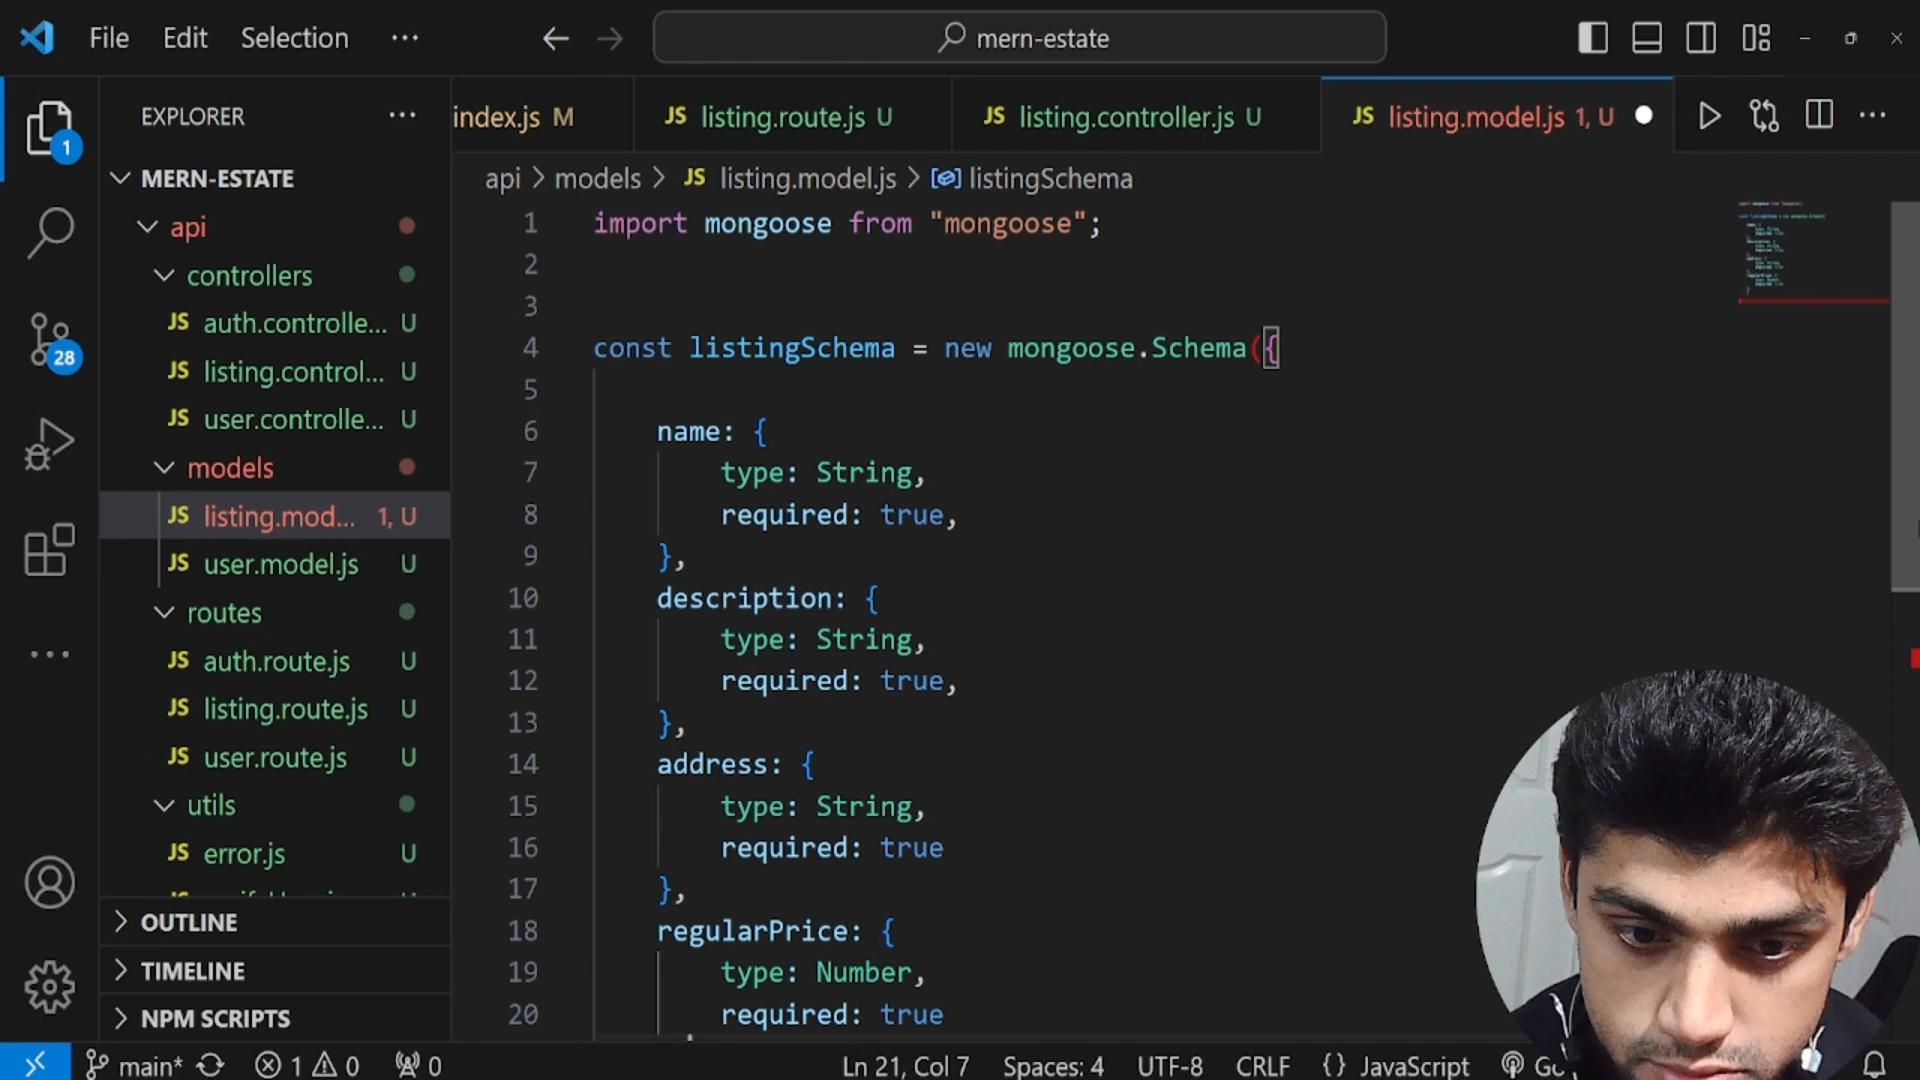 File Edit Selection ··· mern-estate
EXPLORER ···
index.js M
JS listing.route.js U
JS listing.controller.js U
JS listing.model.js 1, U
api > models > JS listing.model.js > listingSchema
1
28
MERN-ESTATE
api
controllers
JS auth.controlle... U
JS listing.control... U
JS user.controlle... U
models
JS listing.mod... 1, U
JS user.model.js U
routes
JS auth.route.js U
JS listing.route.js U
JS user.route.js U
utils
JS error.js U
OUTLINE
TIMELINE
NPM SCRIPTS
1 import mongoose from "mongoose";
2
3
4 const listingSchema = new mongoose.Schema({
5
6 name: {
7 type: String,
8 required: true,
9 },
10 description: {
11 type: String,
12 required: true,
13 },
14 address: {
15 type: String,
16 required: true
17 },
18 regularPrice: {
19 type: Number,
20 required: true
main* 1 0 0 Ln 21, Col 7 Spaces: 4 UTF-8 CRLF {} JavaScript